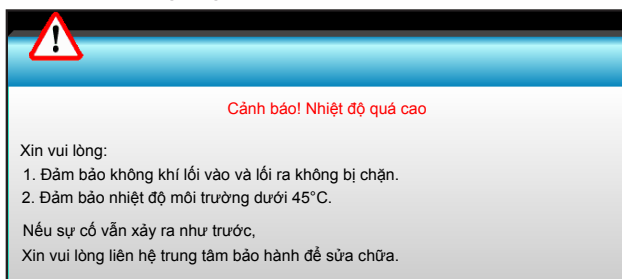 Cảnh báo! Nhiệt độ quá cao
Xin vui lòng:
1. Đảm bảo không khí lối vào và lối ra không bị chặn.
2. Đảm bảo nhiệt độ môi trường dưới 45°C.
Nếu sự cố vẫn xảy ra như trước,
Xin vui lòng liên hệ trung tâm bảo hành để sửa chữa.